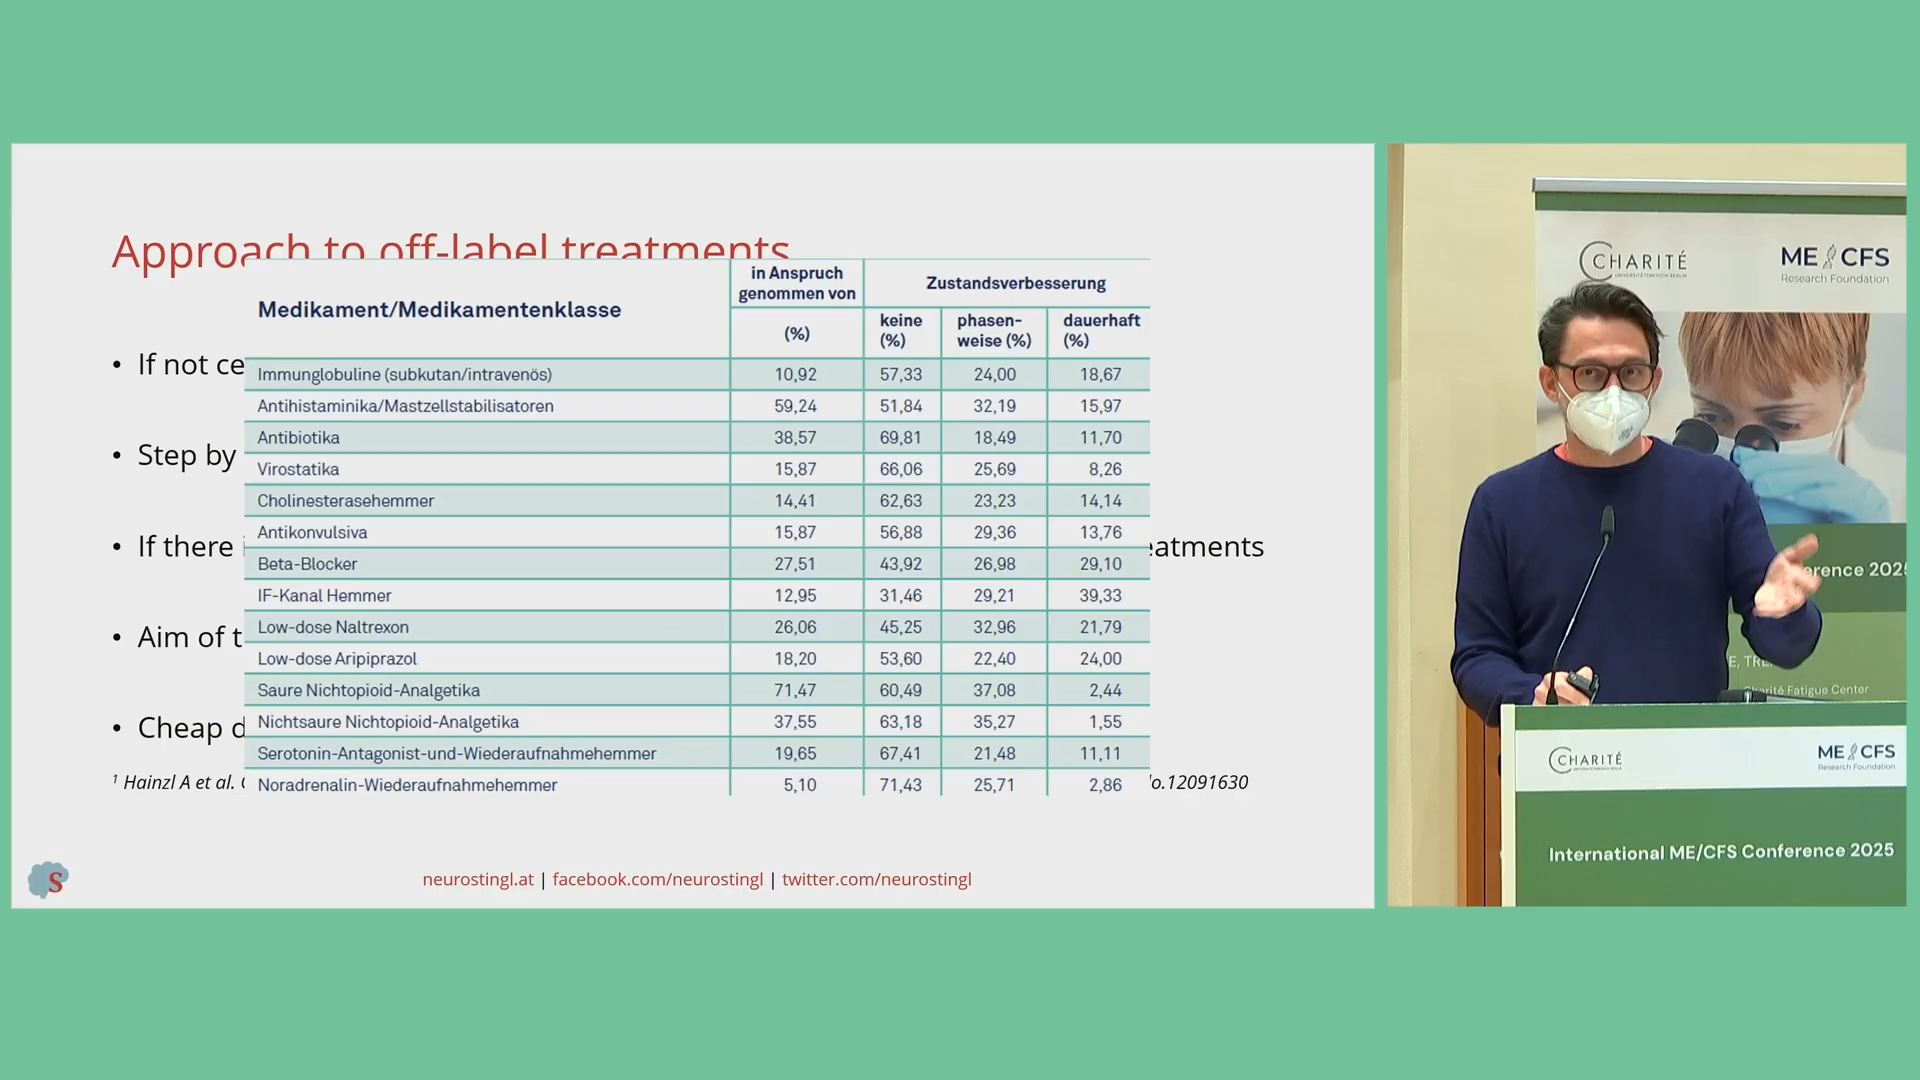 Approach to off-label treatments
Medikament/Medikamentenklasse
in Anspruch
genommen von
(%)
Zustandsverbesserung
keine
(%)
phasen-
weise (%)
dauerhaft
(%)
Immunglobuline (subkutan/intravenös) 10,92 57,33 24,00 18,67
Antihistaminika/Mastzellstabilisatoren 59,24 51,84 32,19 15,97
Antibiotika 38,57 69,81 18,49 11,70
Virostatika 15,87 66,06 25,69 8,26
Cholinesterasehemmer 14,41 62,63 23,23 14,14
Antikonvulsiva 15,87 56,88 29,36 13,76
Beta-Blocker 27,51 43,92 26,98 29,10
IF-Kanal Hemmer 12,95 31,46 29,21 39,33
Low-dose Naltrexon 26,06 45,25 32,96 21,79
Low-dose Aripiprazol 18,20 53,60 22,40 24,00
Saure Nichtopioid-Analgetika 71,47 60,49 37,08 2,44
Nichtsaure Nichtopioid-Analgetika 37,55 63,18 35,27 1,55
Serotonin-Antagonist-und-Wiederaufnahmehemmer 19,65 67,41 21,48 11,11
Noradrenalin-Wiederaufnahmehemmer 5,10 71,43 25,71 2,86
• If not ce
• Step by
• If there
eatments
• Aim of t
• Cheap d
¹ Hainzl A et al.
o.12091630
S
neurostingl.at | facebook.com/neurostingl | twitter.com/neurostingl
CHARITÉ
UNIVERSITÄTSMEDIZIN BERLIN
ME CFS
Research Foundation
erence 2025
E, TRE
Charité Fatigue Center
CHARITÉ
ME CFS
Research Foundation
International ME/CFS Conference 2025